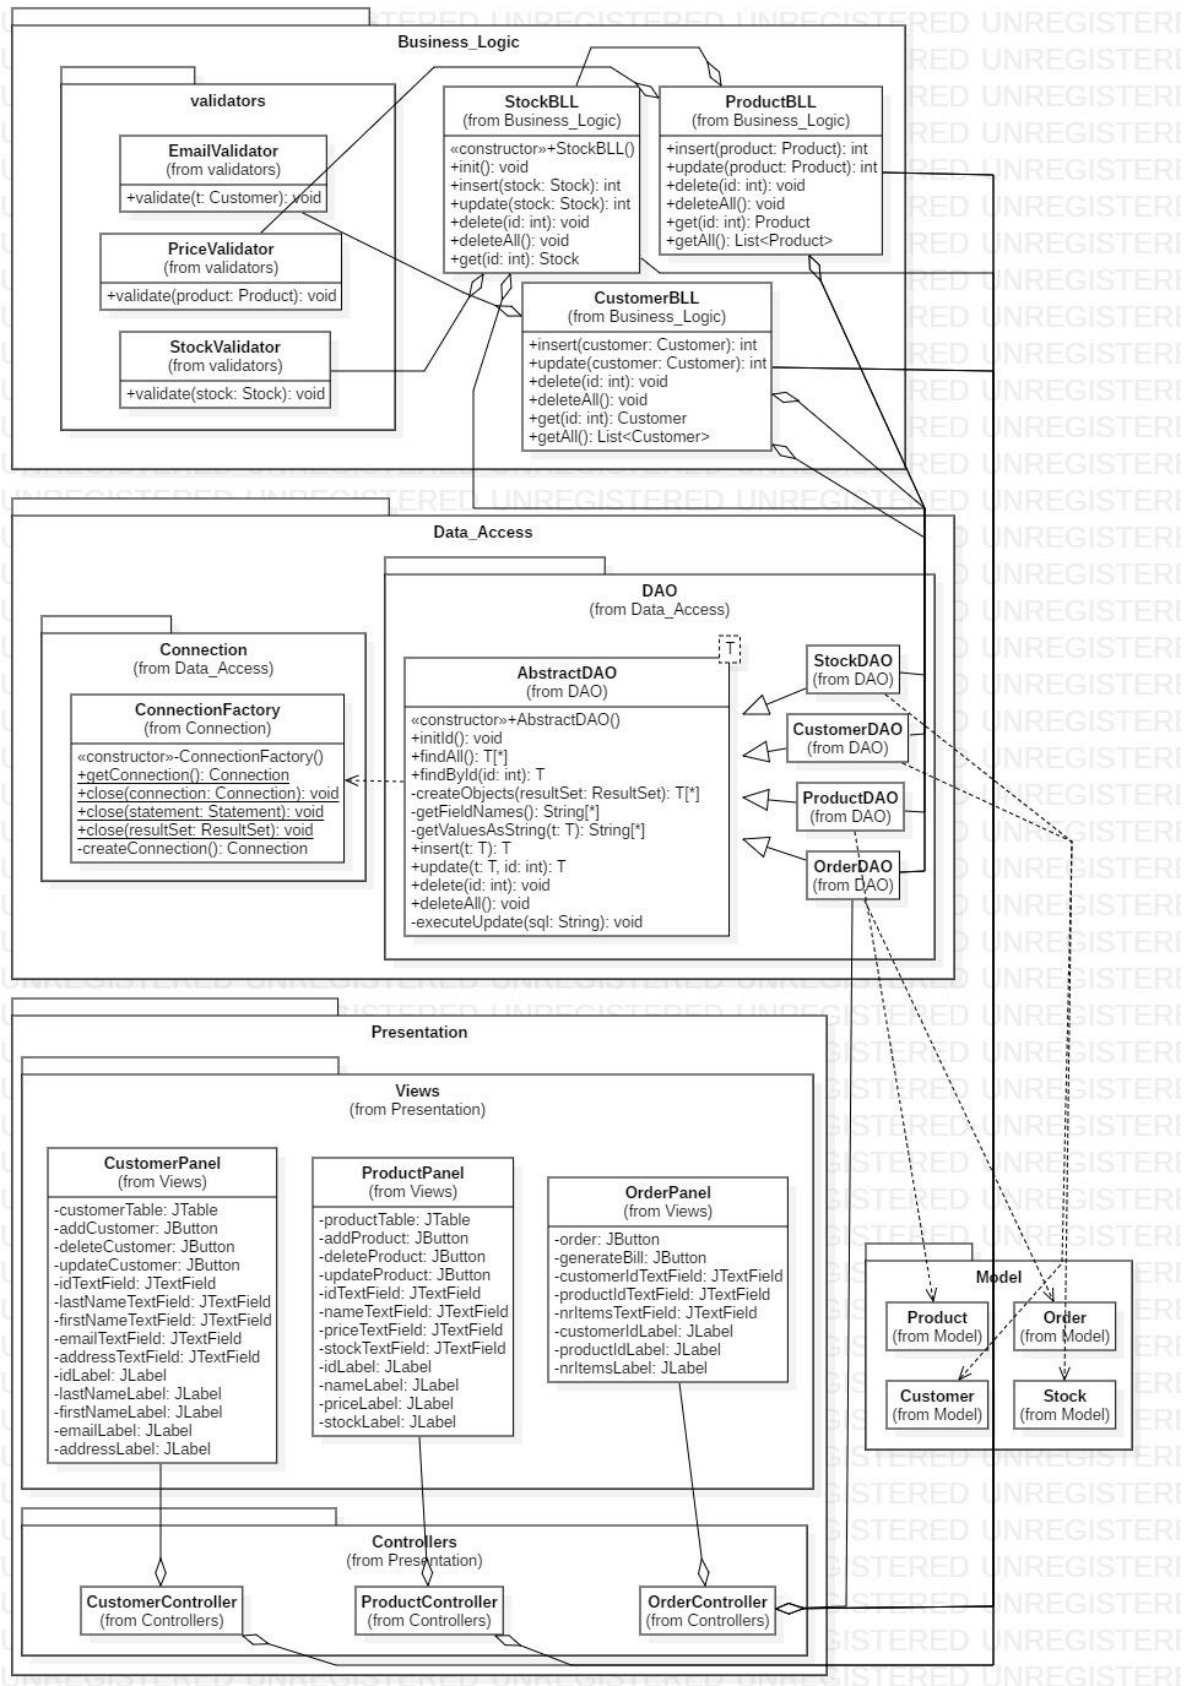 Business_Logic
validators
EmailValidator
(from validators)
+validate(t: Customer): void
PriceValidator
(from validators)
+validate(product: Product): void
StockValidator
(from validators)
+validate(stock: Stock): void
StockBLL
(from Business_Logic)
«constructor»+StockBLL()
+init(): void
+insert(stock: Stock): int
+update(stock: Stock): int
+delete(id: int): void
+deleteAll(): void
+get(id: int): Stock
ProductBLL
(from Business_Logic)
+insert(product: Product): int
+update(product: Product): int
+delete(id: int): void
+deleteAll(): void
+get(id: int): Product
+getAll(): List<Product>
CustomerBLL
(from Business_Logic)
+insert(customer: Customer): int
+update(customer: Customer): int
+delete(id: int): void
+deleteAll(): void
+get(id: int): Customer
+getAll(): List<Customer>
Data_Access
Connection
(from Data_Access)
ConnectionFactory
(from Connection)
«constructor»-ConnectionFactory()
+getConnection(): Connection
+close(connection: Connection): void
+close(statement: Statement): void
+close(resultSet: ResultSet): void
-createConnection(): Connection
DAO
(from Data_Access)
T
AbstractDAO
(from DAO)
«constructor»+AbstractDAO()
+initId(): void
+findAll(): T[*]
+findById(id: int): T
-createObjects(resultSet: ResultSet): T[*]
-getFieldNames(): String[*]
-getValuesAsString(t: T): String[*]
+insert(t: T): T
+update(t: T, id: int): T
+delete(id: int): void
+deleteAll(): void
-executeUpdate(sql: String): void
StockDAO
(from DAO)
CustomerDAO
(from DAO)
ProductDAO
(from DAO)
OrderDAO
(from DAO)
Presentation
Views
(from Presentation)
CustomerPanel
(from Views)
-customerTable: JTable
-addCustomer: JButton
-deleteCustomer: JButton
-updateCustomer: JButton
-idTextField: JTextField
-lastNameTextField: JTextField
-firstNameTextField: JTextField
-emailTextField: JTextField
-addressTextField: JTextField
-idLabel: JLabel
-lastNameLabel: JLabel
-firstNameLabel: JLabel
-emailLabel: JLabel
-addressLabel: JLabel
ProductPanel
(from Views)
-productTable: JTable
-addProduct: JButton
-deleteProduct: JButton
-updateProduct: JButton
-idTextField: JTextField
-nameTextField: JTextField
-priceTextField: JTextField
-stockTextField: JTextField
-idLabel: JLabel
-nameLabel: JLabel
-priceLabel: JLabel
-stockLabel: JLabel
OrderPanel
(from Views)
-order: JButton
-generateBill: JButton
-customerIdTextField: JTextField
-productIdTextField: JTextField
-nrItemsTextField: JTextField
-customerIdLabel: JLabel
-productIdLabel: JLabel
-nrItemsLabel: JLabel
Model
Product
(from Model)
Order
(from Model)
Customer
(from Model)
Stock
(from Model)
Controllers
(from Presentation)
CustomerController
(from Controllers)
ProductController
(from Controllers)
OrderController
(from Controllers)